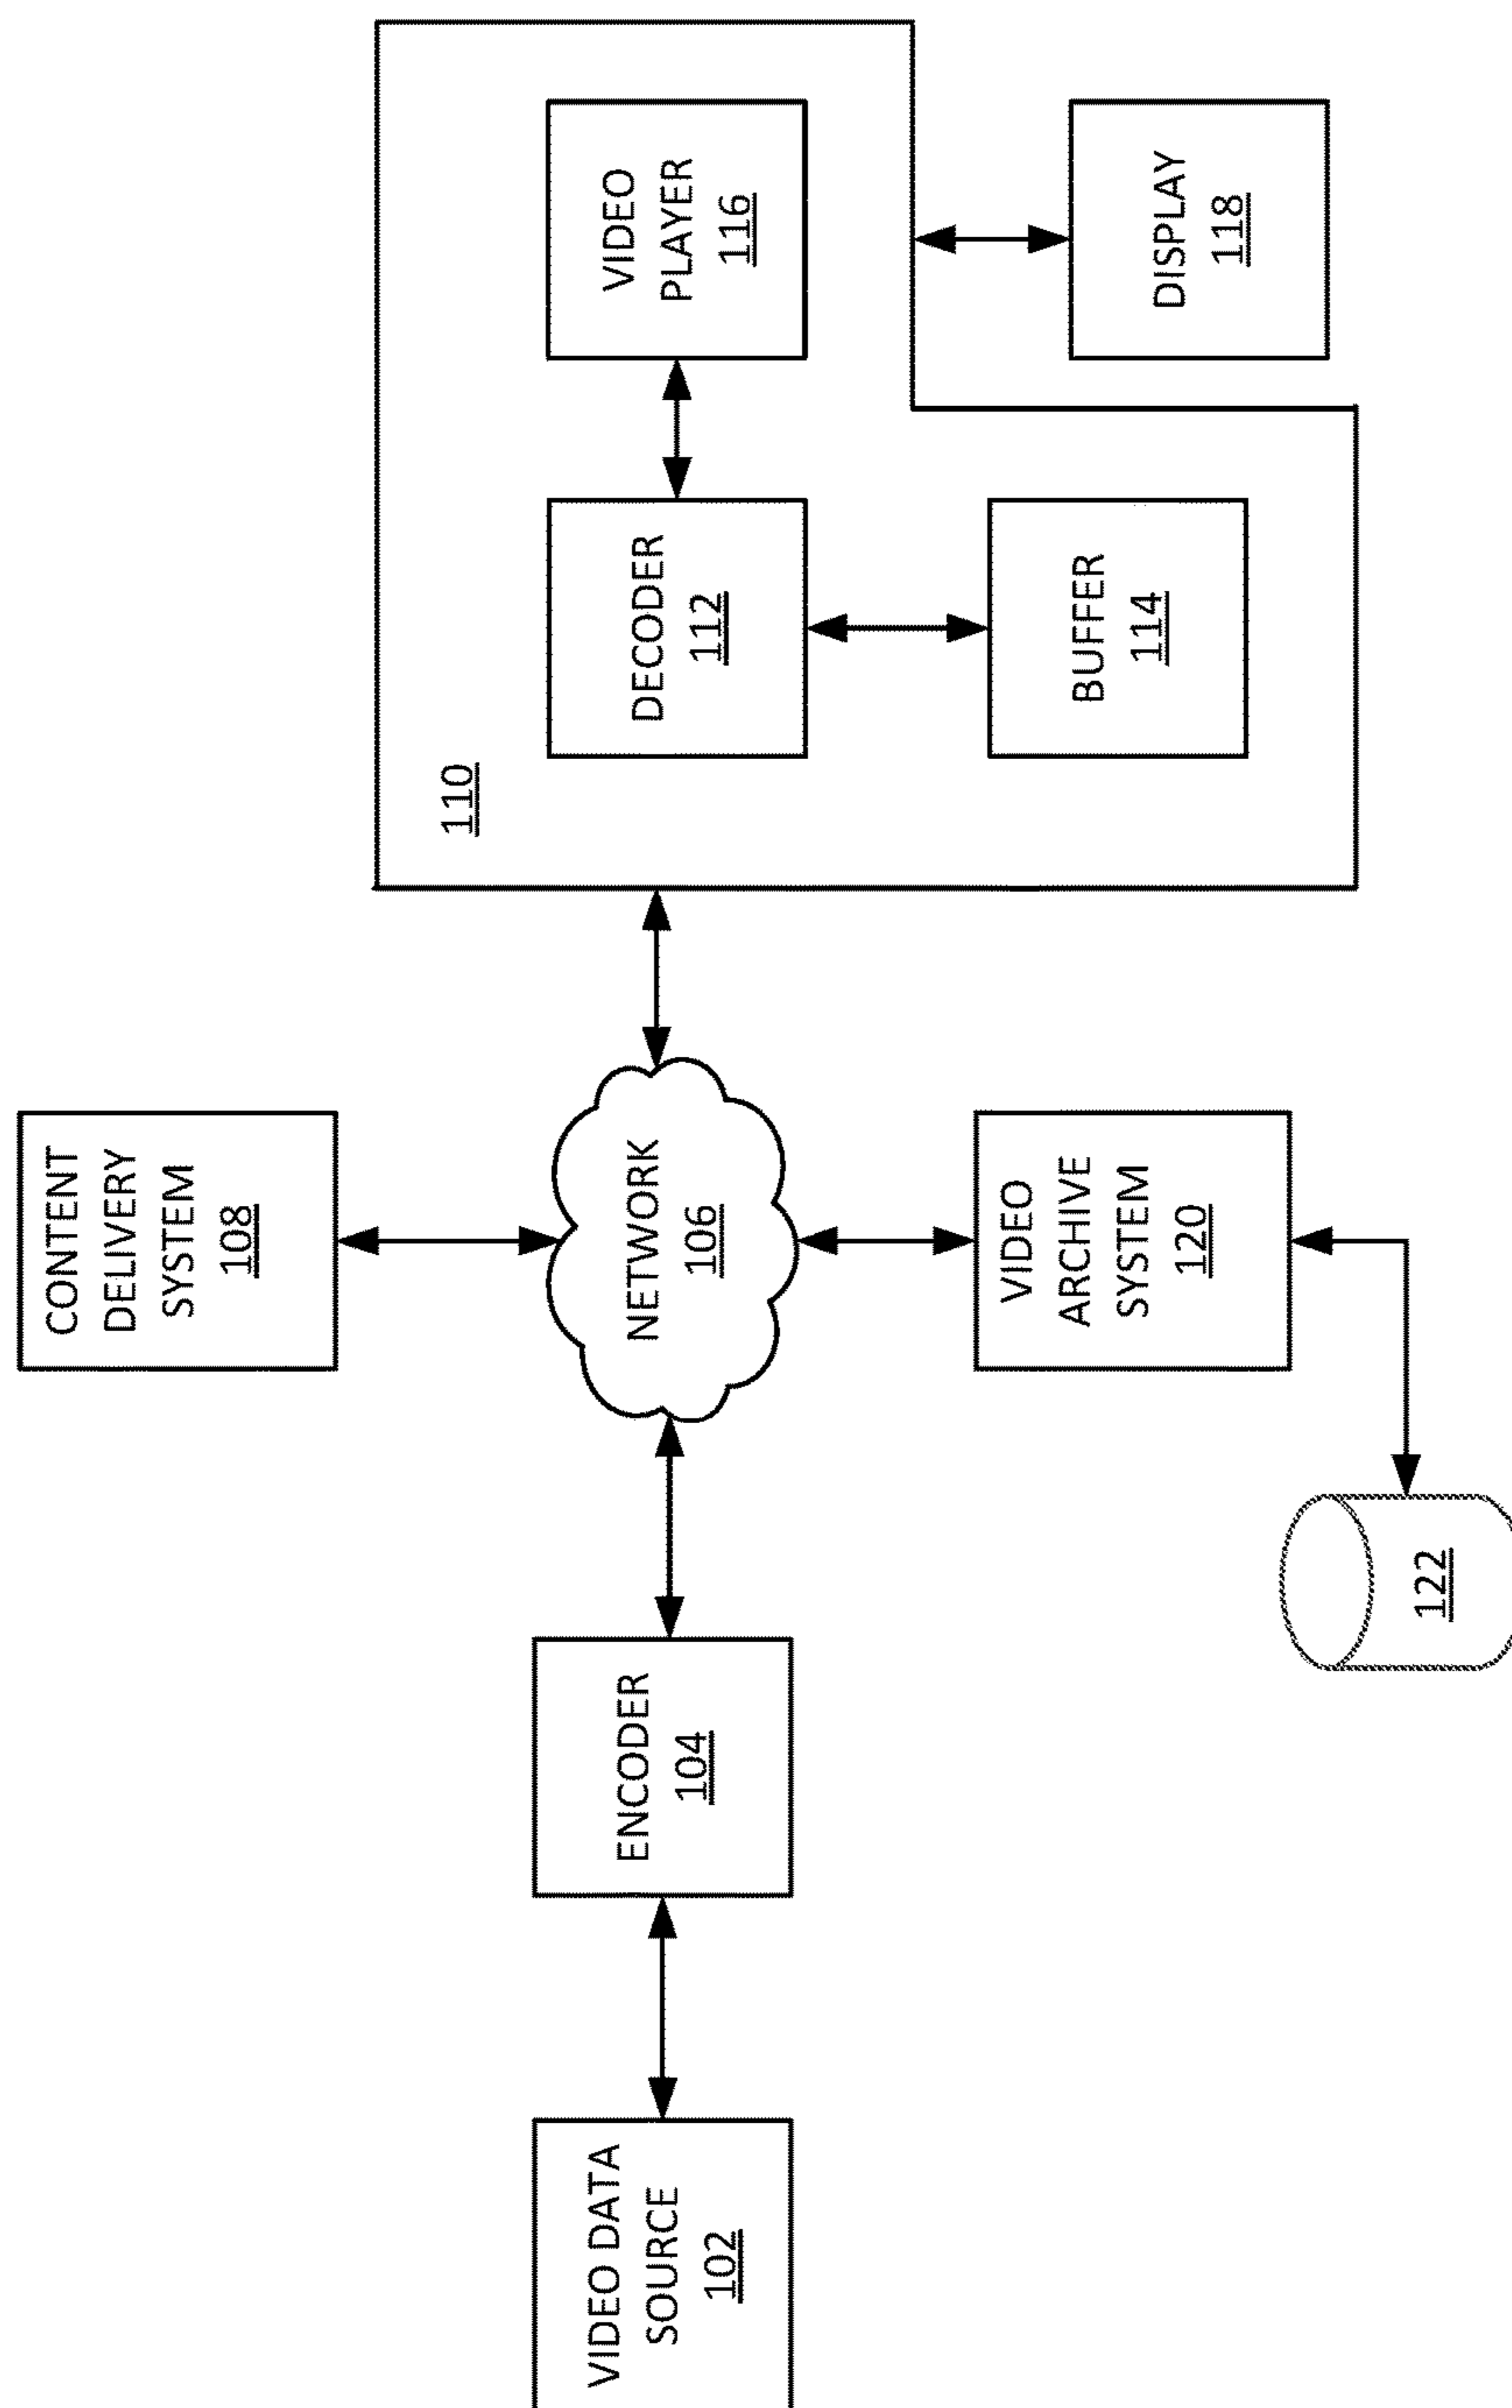 VIDEO DATA
SOURCE
102
ENCODER
104
CONTENT
DELIVERY
SYSTEM
108
NETWORK
106
VIDEO
ARCHIVE
SYSTEM
120
122
110
DECODER
112
BUFFER
114
VIDEO
PLAYER
116
DISPLAY
118